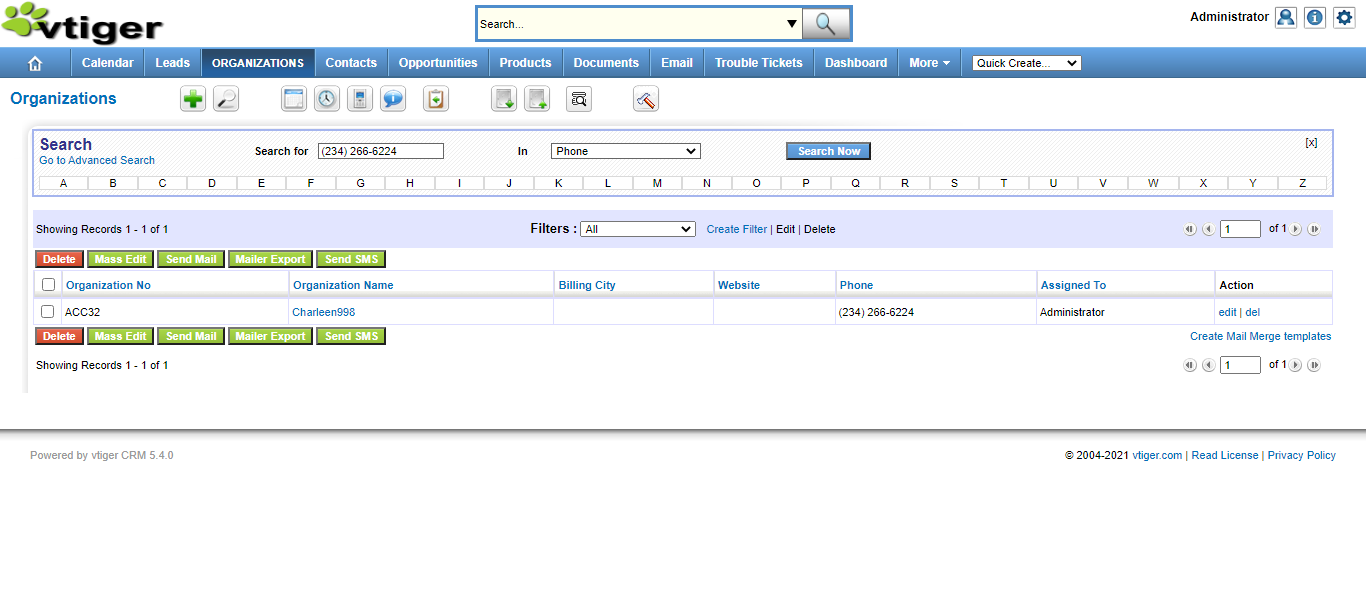 vtiger
Search...
Administrator
Calendar Leads ORGANIZATIONS Contacts Opportunities Products Documents Email Trouble Tickets Dashboard More Quick Create...
Organizations
Search
Go to Advanced Search
Search for (234) 266-6224 In Phone Search Now [x]
A B C D E F G H I J K L M N O P Q R S T U V W X Y Z
Showing Records 1 - 1 of 1 Filters : All Create Filter | Edit | Delete 1 of 1
Delete Mass Edit Send Mail Mailer Export Send SMS
Organization No Organization Name Billing City Website Phone Assigned To Action
ACC32 Charleen998 (234) 266-6224 Administrator edit | del
Delete Mass Edit Send Mail Mailer Export Send SMS Create Mail Merge templates
Showing Records 1 - 1 of 1 1 of 1
Powered by vtiger CRM 5.4.0 © 2004-2021 vtiger.com | Read License | Privacy Policy